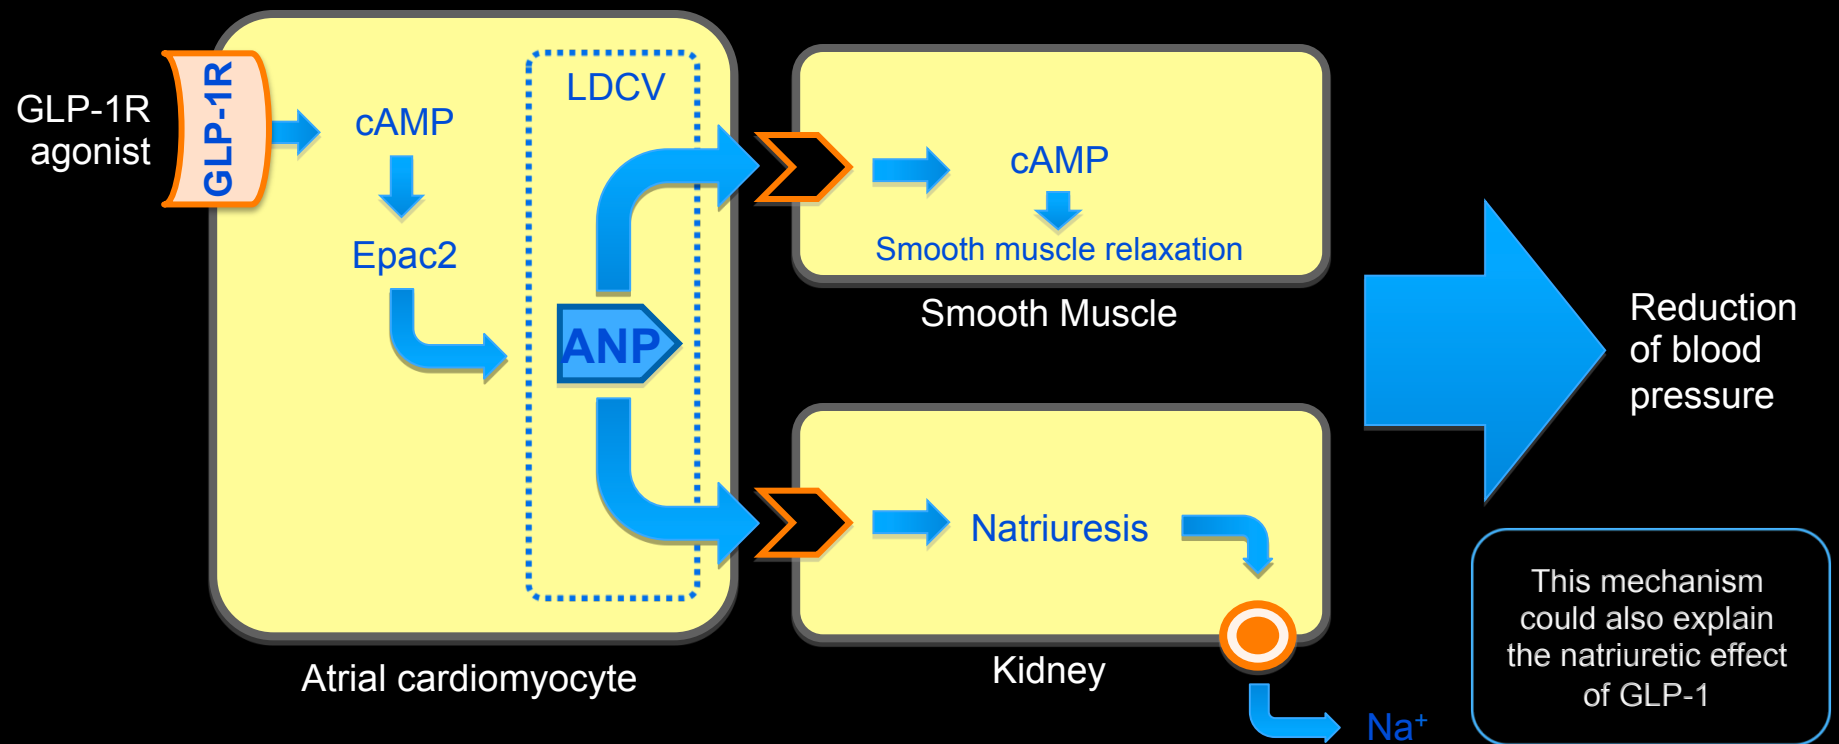 GLP-1R
agonist
GLP-1R
cAMP
Epac2
LDCV
ANP
Atrial cardiomyocyte
cAMP
Smooth muscle relaxation
Smooth Muscle
Natriuresis
Kidney
Na⁺
Reduction
of blood
pressure
This mechanism
could also explain
the natriuretic effect
of GLP-1